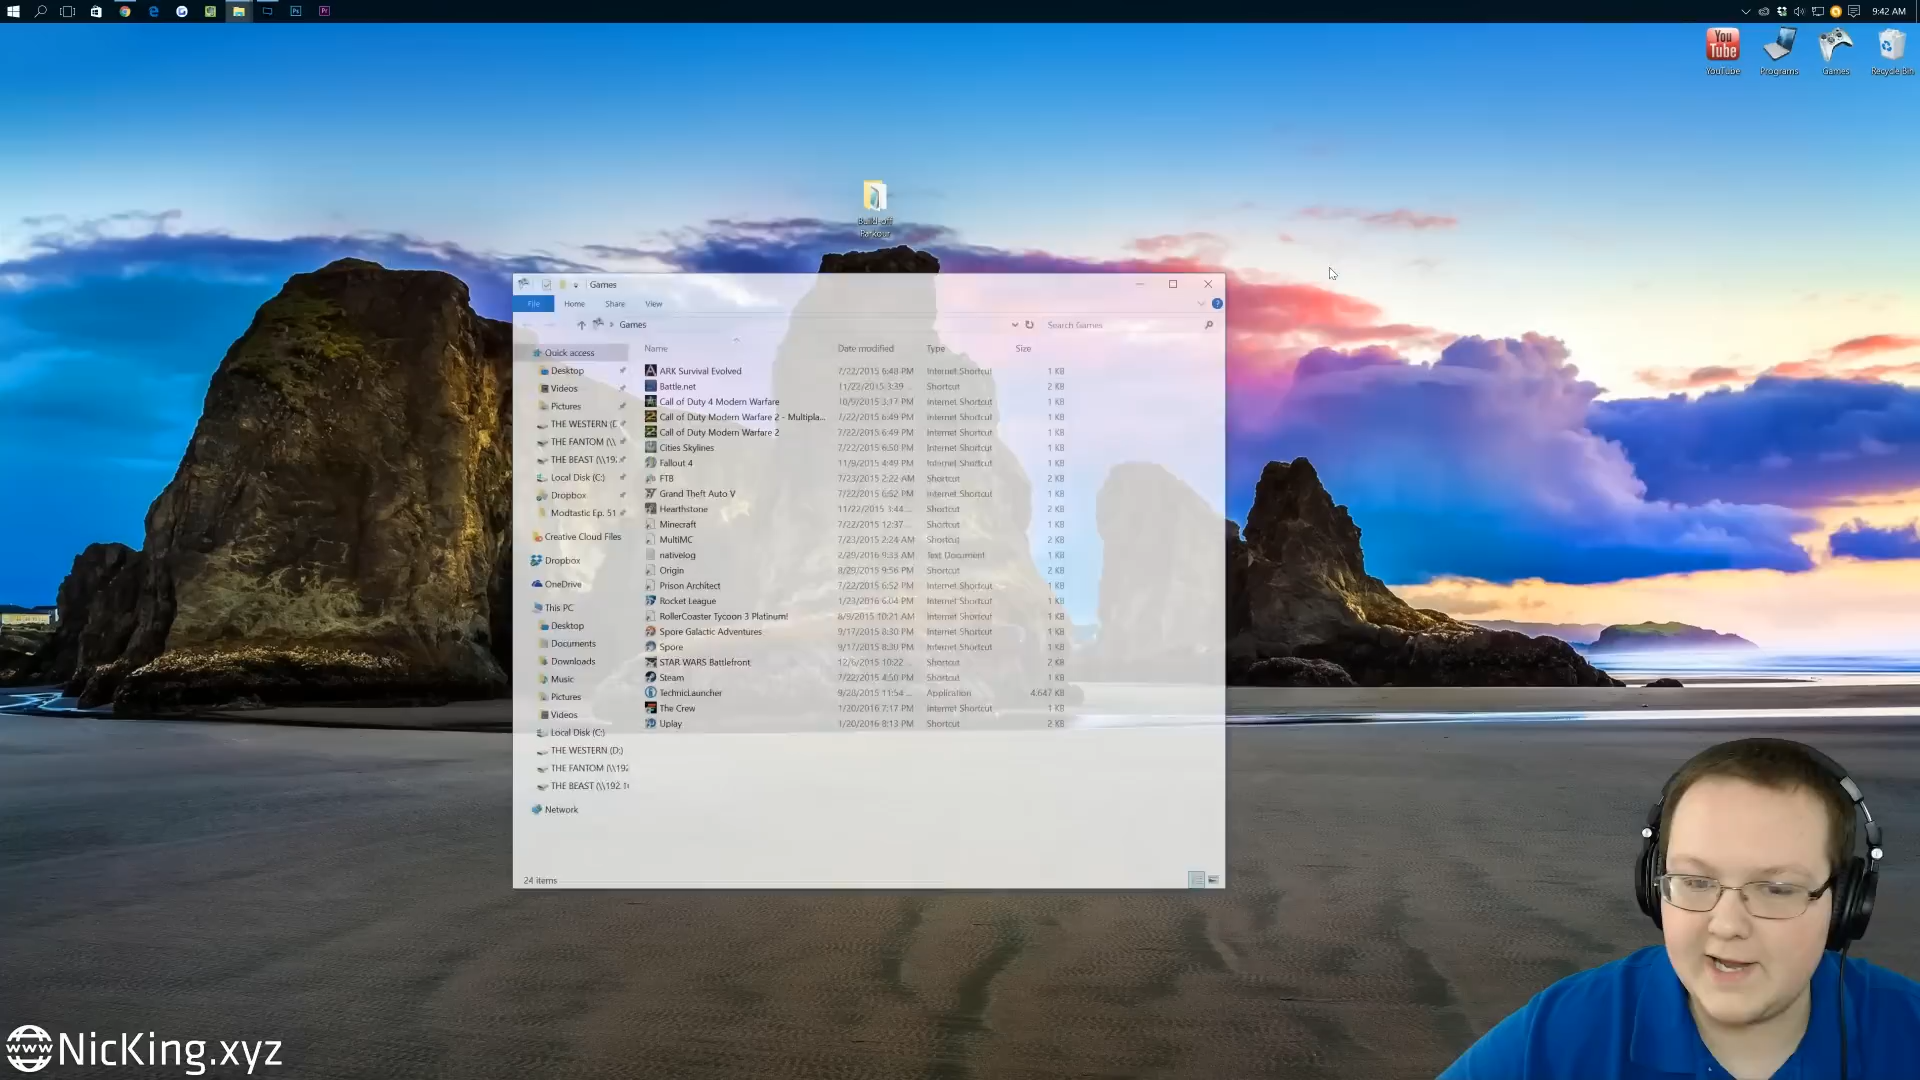 9:42 AM
You
Tube
YouTube
Programs
Games
Recycle Bin
Build-off
Parkour
Games
File
Home
Share
View
Games
Search Games
Name
Date modified
Type
Size
Quick access
Desktop
Videos
Pictures
THE WESTERN (D
THE FANTOM (\\
THE BEAST (\\19.
Local Disk (C:)
Dropbox
Modtastic Ep. 51
Creative Cloud Files
Dropbox
OneDrive
This PC
Desktop
Documents
Downloads
Music
Pictures
Videos
Local Disk (C:)
THE WESTERN (D:)
THE FANTOM (\\192
THE BEAST (\\192.1
Network
ARK Survival Evolved 7/22/2015 6:48 PM Internet Shortcut 1 KB
Battle.net 11/22/2015 3:39 ... Shortcut 2 KB
Call of Duty 4 Modern Warfare 10/9/2015 3:17 PM Internet Shortcut 1 KB
Call of Duty Modern Warfare 2 - Multipla... 7/22/2015 6:49 PM Internet Shortcut 1 KB
Call of Duty Modern Warfare 2 7/22/2015 6:49 PM Internet Shortcut 1 KB
Cities Skylines 7/22/2015 6:50 PM Internet Shortcut 1 KB
Fallout 4 11/9/2015 4:49 PM Internet Shortcut 1 KB
FTB 7/23/2015 2:22 AM Shortcut 2 KB
Grand Theft Auto V 7/22/2015 6:52 PM Internet Shortcut 1 KB
Hearthstone 11/22/2015 3:44 ... Shortcut 2 KB
Minecraft 7/22/2015 12:37 ... Shortcut 1 KB
MultiMC 7/23/2015 2:24 AM Shortcut 2 KB
nativelog 2/29/2016 9:33 AM Text Document 1 KB
Origin 8/29/2015 9:56 PM Shortcut 2 KB
Prison Architect 7/22/2015 6:52 PM Internet Shortcut 1 KB
Rocket League 1/23/2016 6:04 PM Internet Shortcut 1 KB
RollerCoaster Tycoon 3 Platinum! 8/9/2015 10:21 AM Internet Shortcut 1 KB
Spore Galactic Adventures 9/17/2015 8:30 PM Internet Shortcut 1 KB
Spore 9/17/2015 8:30 PM Internet Shortcut 1 KB
STAR WARS Battlefront 12/6/2015 10:22 ... Shortcut 2 KB
Steam 7/22/2015 4:50 PM Shortcut 1 KB
TechnicLauncher 9/28/2015 11:54 ... Application 4,647 KB
The Crew 1/20/2016 7:17 PM Internet Shortcut 1 KB
Uplay 1/20/2016 8:13 PM Shortcut 2 KB
24 items
www NicKing.xyz